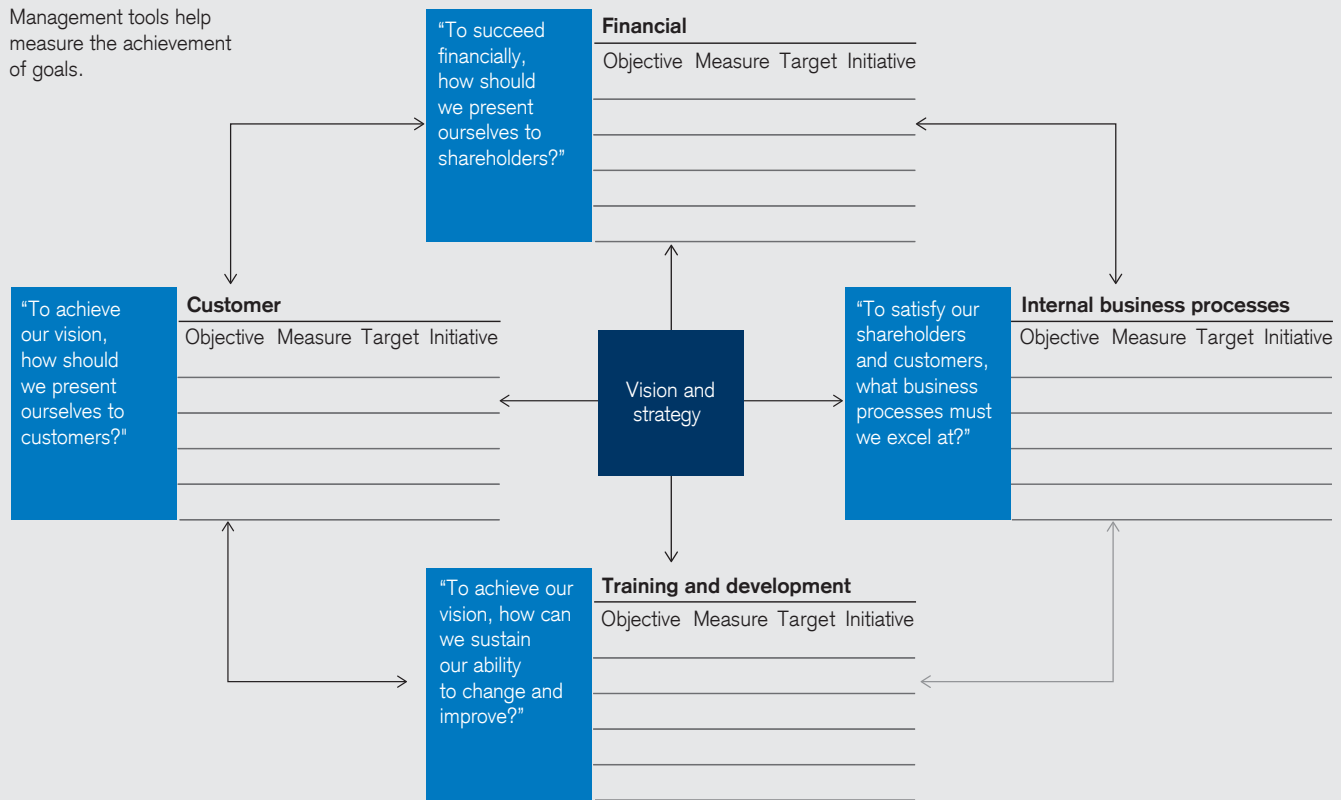 Management tools help
measure the achievement
of goals.
“To succeed
financially,
how should
we present
ourselves to
shareholders?”
Financial
Objective Measure Target Initiative
“To achieve
our vision,
how should
we present
ourselves to
customers?"
Customer
Objective Measure Target Initiative
Vision and
strategy
“To satisfy our
shareholders
and customers,
what business
processes must
we excel at?”
Internal business processes
Objective Measure Target Initiative
“To achieve our
vision, how can
we sustain
our ability
to change and
improve?”
Training and development
Objective Measure Target Initiative